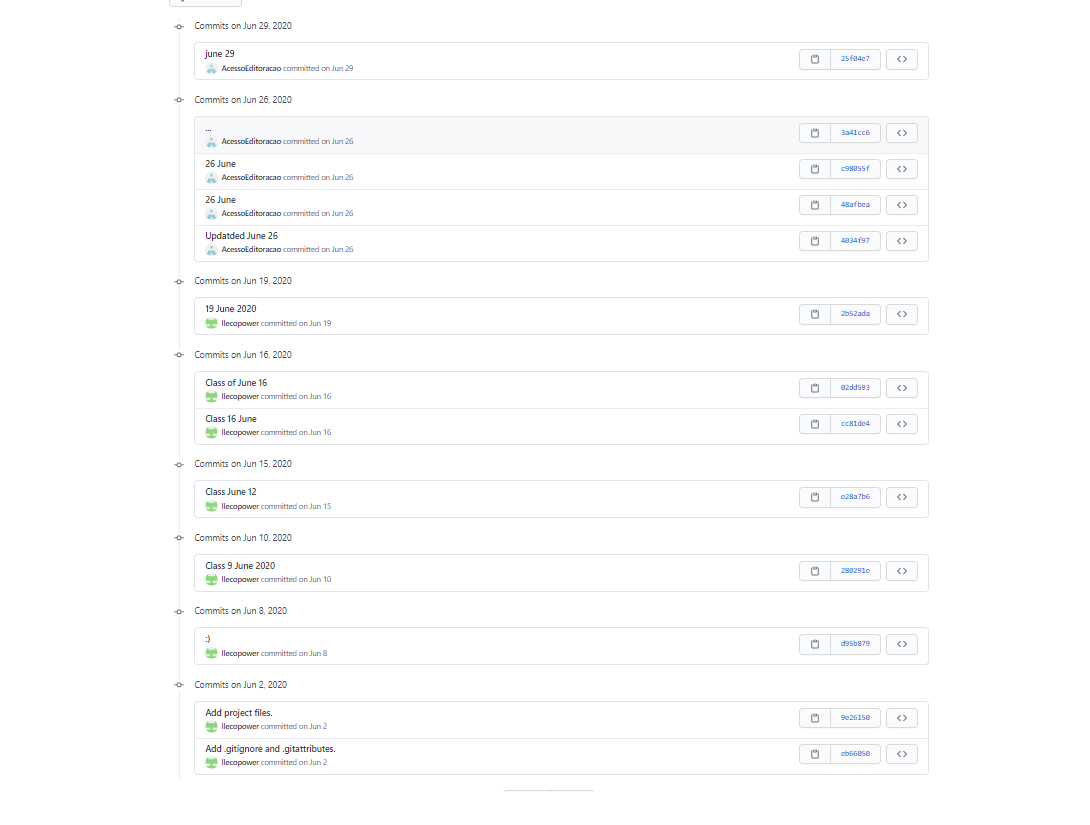 Commits on Jun 29, 2020
june 29
25f04e7
AcessoEditoracao committed on Jun 29
Commits on Jun 26, 2020
...
3a41cc6
AcessoEditoracao committed on Jun 26
26 June
c98055f
AcessoEditoracao committed on Jun 26
26 June
48afbea
AcessoEditoracao committed on Jun 26
Updatded June 26
4034f97
AcessoEditoracao committed on Jun 26
Commits on Jun 19, 2020
19 June 2020
2b52ada
llecopower committed on Jun 19
Commits on Jun 16, 2020
Class of June 16
02dd593
llecopower committed on Jun 16
Class 16 June
cc81de4
llecopower committed on Jun 16
Commits on Jun 15, 2020
Class June 12
e28a7b6
llecopower committed on Jun 15
Commits on Jun 10, 2020
Class 9 June 2020
280291e
llecopower committed on Jun 10
Commits on Jun 8, 2020
:)
d95b879
llecopower committed on Jun 8
Commits on Jun 2, 2020
Add project files.
9e26150
llecopower committed on Jun 2
Add .gitignore and .gitattributes.
eb66050
llecopower committed on Jun 2